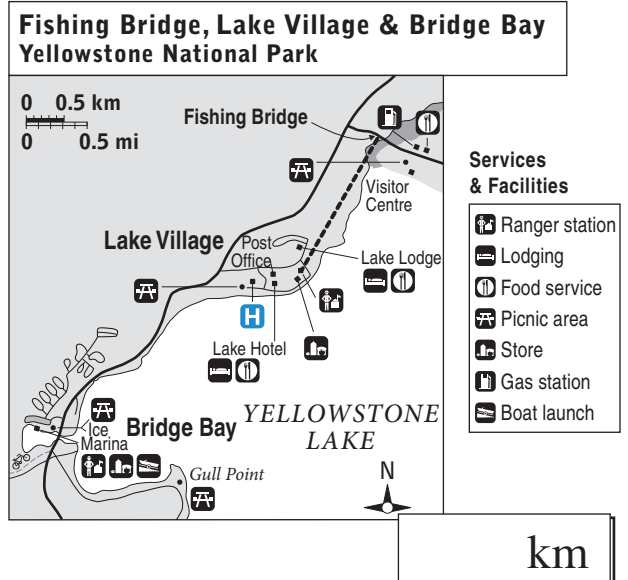 Fishing Bridge, Lake Village & Bridge Bay
Yellowstone National Park
0 0.5 km
0 0.5 mi
Fishing Bridge
Visitor
Centre
Lake Village
Post
Office
Lake Lodge
H
Lake Hotel
Ice
Marina
Bridge Bay
YELLOWSTONE
LAKE
Gull Point
N
Services
& Facilities
Ranger station
Lodging
Food service
Picnic area
Store
Gas station
Boat launch
km